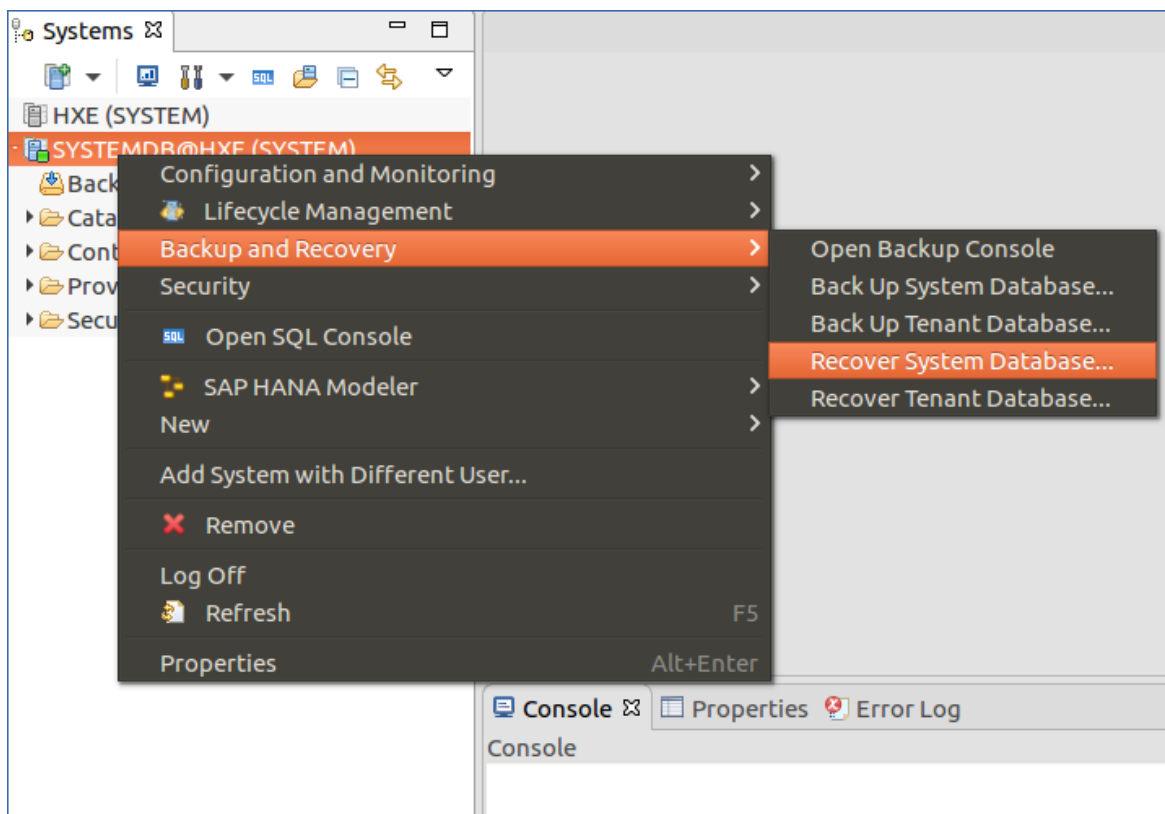 Systems
SQL
HXE (SYSTEM)
SYSTEMDB@HXE (SYSTEM)
Back
Cata
Cont
Prov
Secu
Configuration and Monitoring
Lifecycle Management
Backup and Recovery
Security
SQL Open SQL Console
SAP HANA Modeler
New
Add System with Different User...
Remove
Log Off
Refresh F5
Properties Alt+Enter
Open Backup Console
Back Up System Database...
Back Up Tenant Database...
Recover System Database...
Recover Tenant Database...
Console Properties Error Log
Console